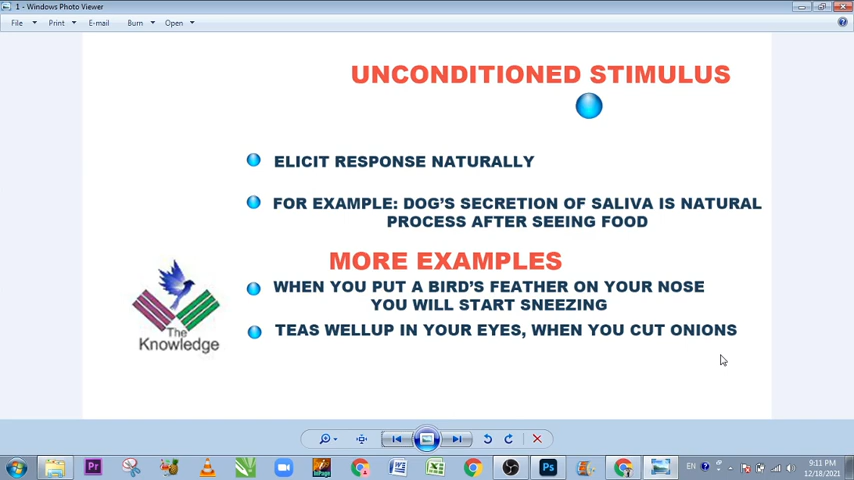 1 - Windows Photo Viewer
File Print E-mail Burn Open
UNCONDITIONED STIMULUS
ELICIT RESPONSE NATURALLY
FOR EXAMPLE: DOG'S SECRETION OF SALIVA IS NATURAL
PROCESS AFTER SEEING FOOD
MORE EXAMPLES
WHEN YOU PUT A BIRD'S FEATHER ON YOUR NOSE
YOU WILL START SNEEZING
TEAS WELLUP IN YOUR EYES, WHEN YOU CUT ONIONS
The
Knowledge
EN 9:11 PM
12/18/2021